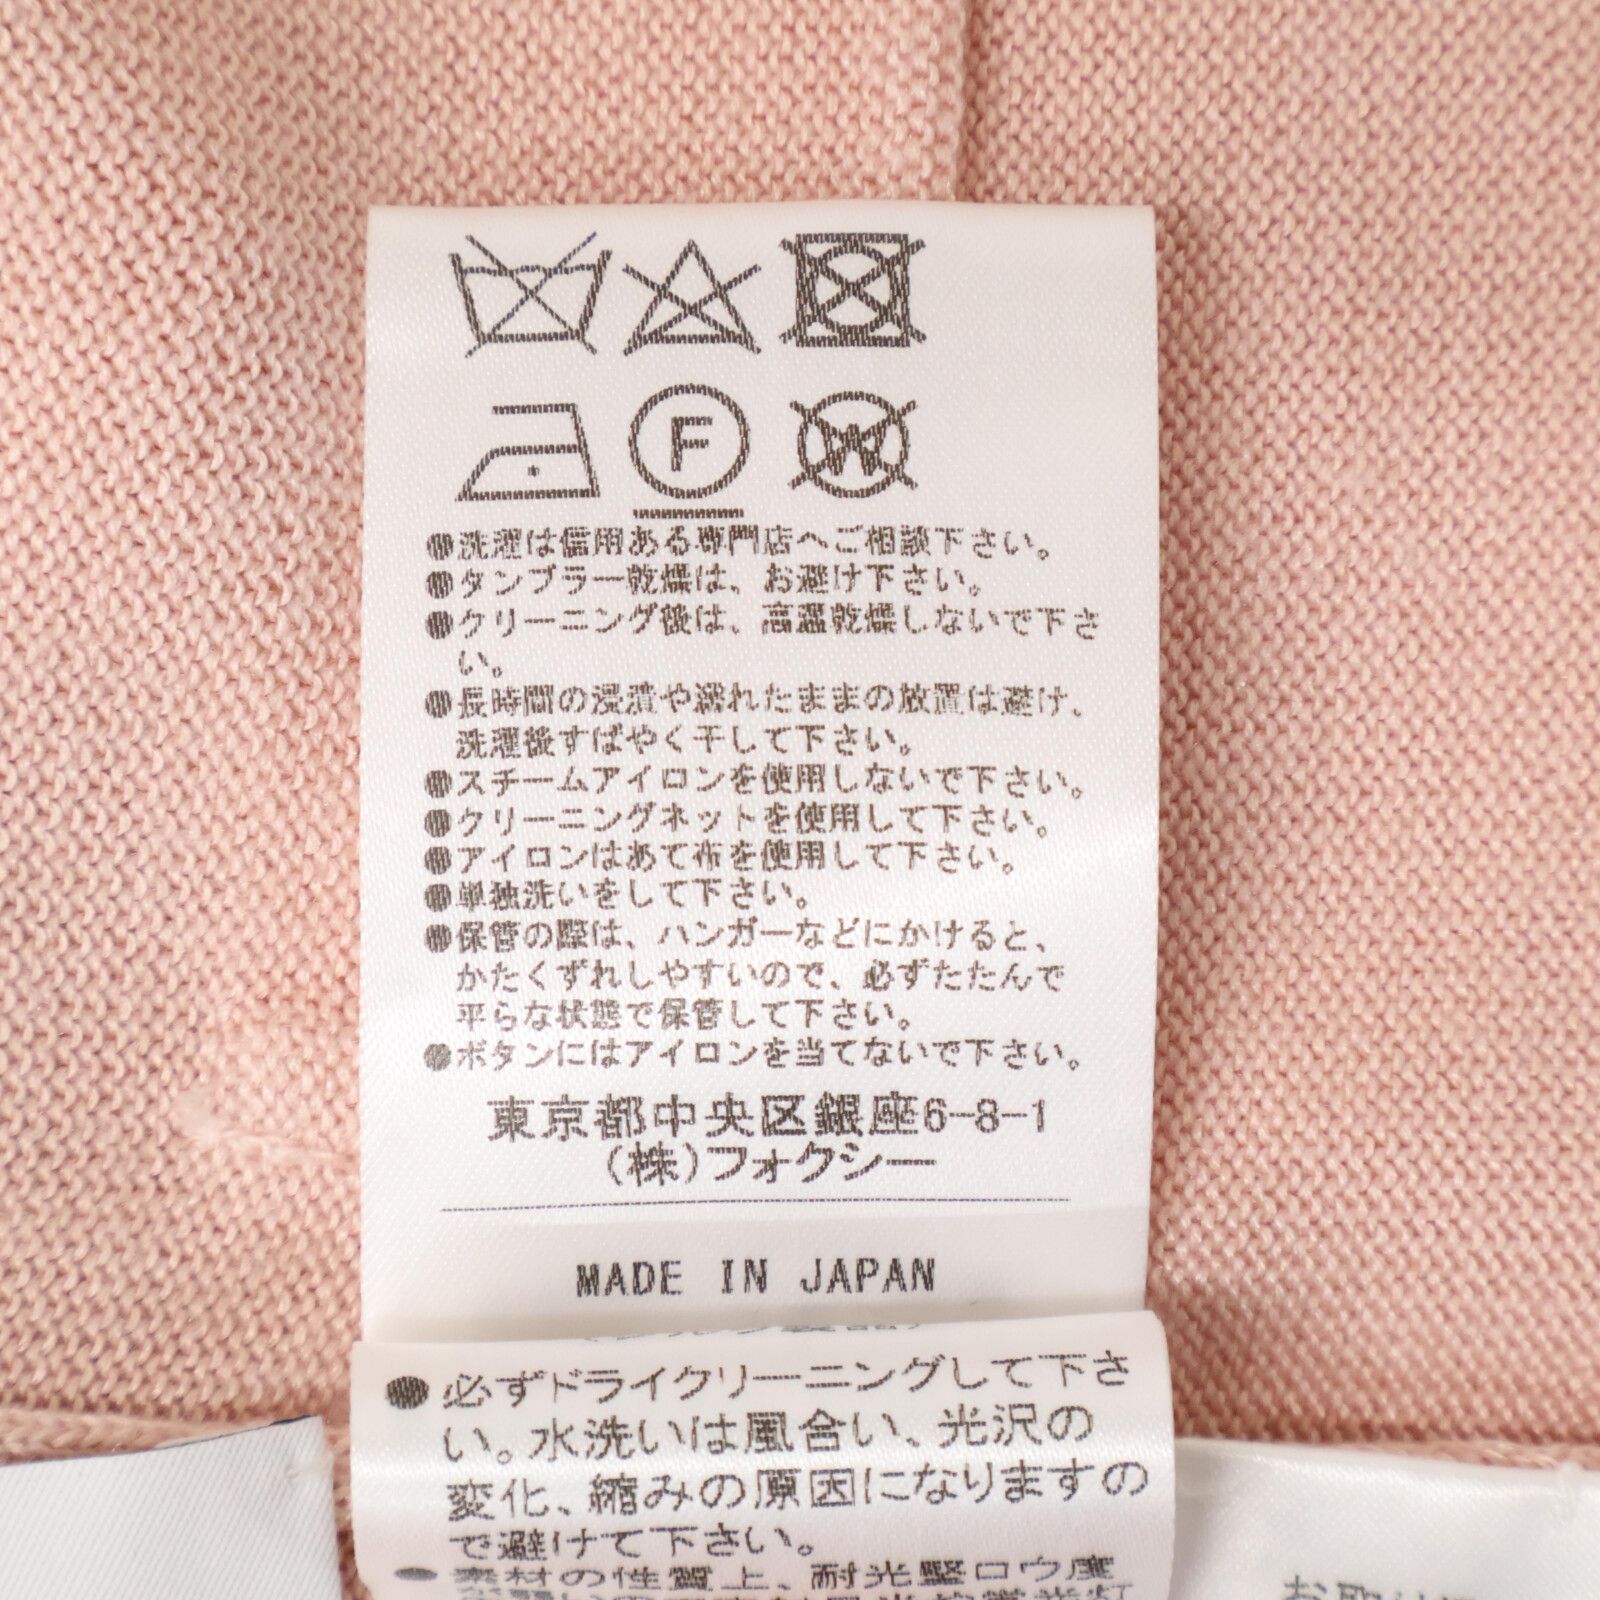 F
W
●洗濯は信用ある専門店へご相談下さい。
●タンブラー乾燥は、お避け下さい。
●クリーニング後は、高温乾燥しないで下さ
い。
●長時間の浸漬や濡れたままの放置は避け、
洗濯後すばやく干して下さい。
●スチームアイロンを使用しないで下さい。
●クリーニングネットを使用して下さい。
●アイロンはあて布を使用して下さい。
●単独洗いをして下さい。
●保管の際は、ハンガーなどにかけると、
かたくずれしやすいので、必ずたたんで
平らな状態で保管して下さい。
●ボタンにはアイロンを当てないで下さい。
東京都中央区銀座6-8-1
(株)フォクシー
MADE IN JAPAN
●必ずドライクリーニングして下さ
い。水洗いは風合い、光沢の
変化、縮みの原因になりますの
で避けて下さい。
●素材の性質上、耐光堅ロウ度